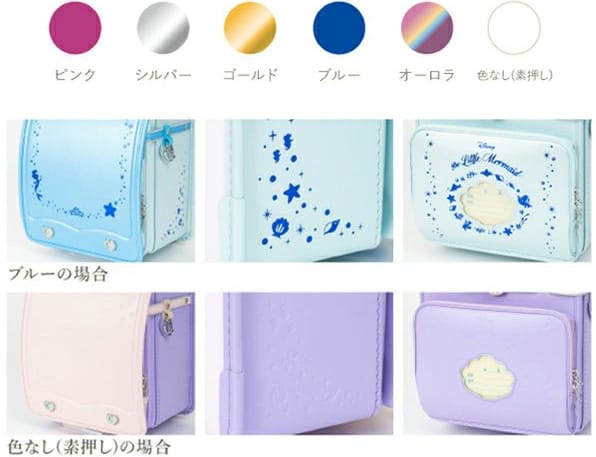 ピンク
シルバー
ゴールド
ブルー
オーロラ
色なし(素押し)
Disney
The Little Mermaid
ブルーの場合
色なし(素押し)の場合